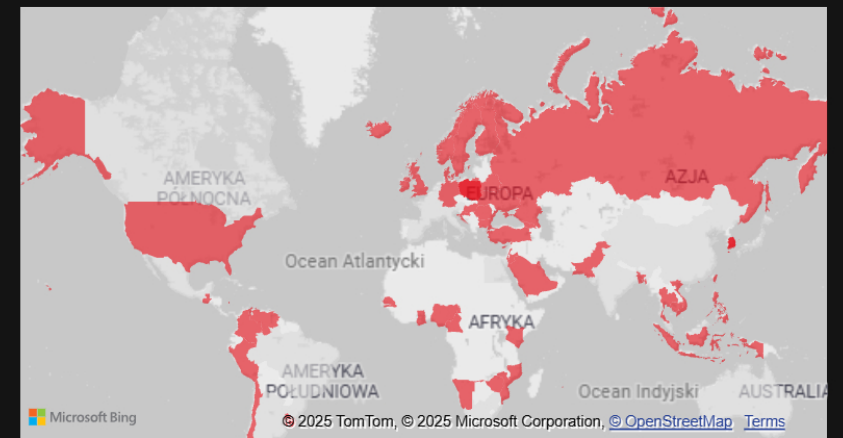 AMERYKA
PÓŁNOCNA
EUROPA
AZJA
Ocean Atlantycki
AFRYKA
AMERYKA
POŁUDNIOWA
Ocean Indyjski
AUSTRALIA
Microsoft Bing
© 2025 TomTom, © 2025 Microsoft Corporation, © OpenStreetMap Terms